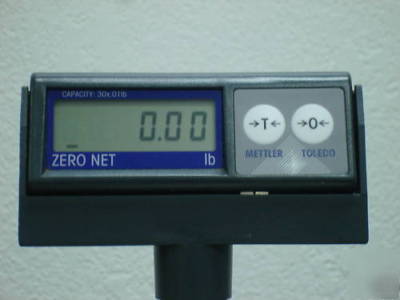 CAPACITY: 30x.01lb
0.00
ZERO NET lb
→T← →0←
METTLER TOLEDO